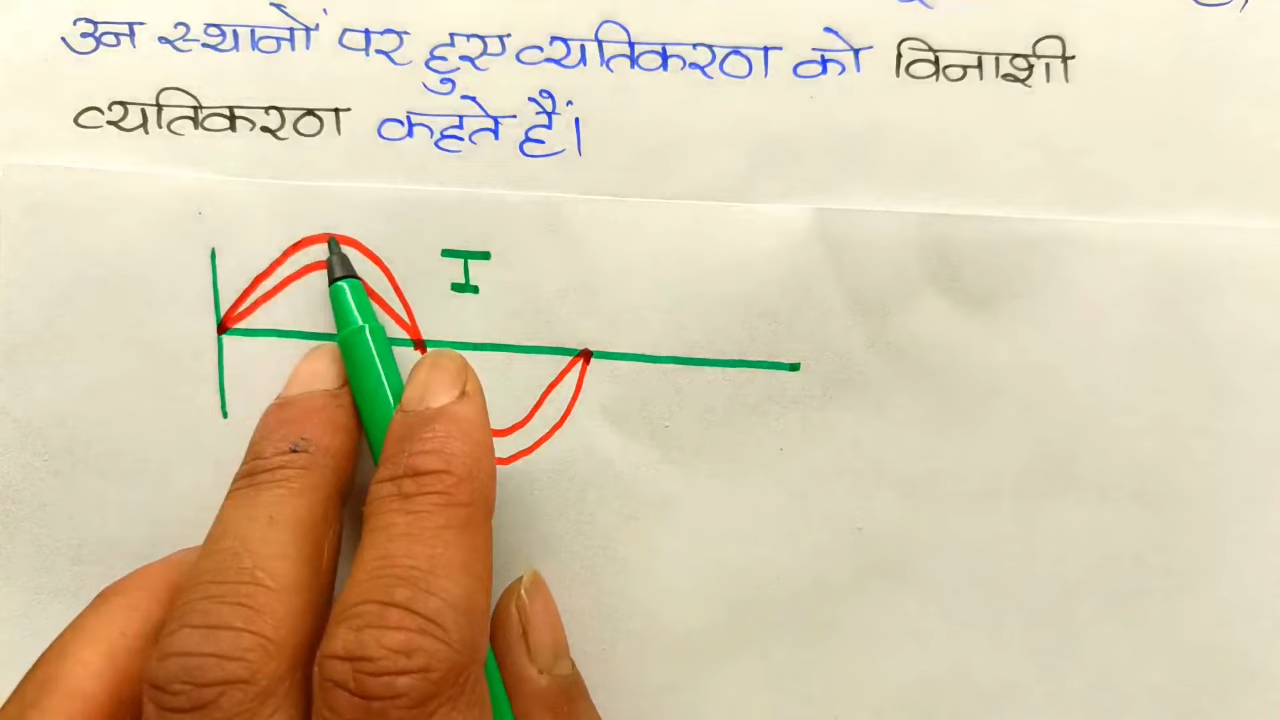 उन स्थानों पर हुए व्यतिकरण को विनाशी
व्यतिकरण कहते हैं।
I